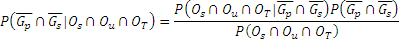 P(G̅p̅ ∩ G̅s̅ | Os ∩ Ou ∩ OT) = P(Os ∩ Ou ∩ OT | G̅p̅ ∩ G̅s̅) P(G̅p̅ ∩ G̅s̅) / P(Os ∩ Ou ∩ OT)